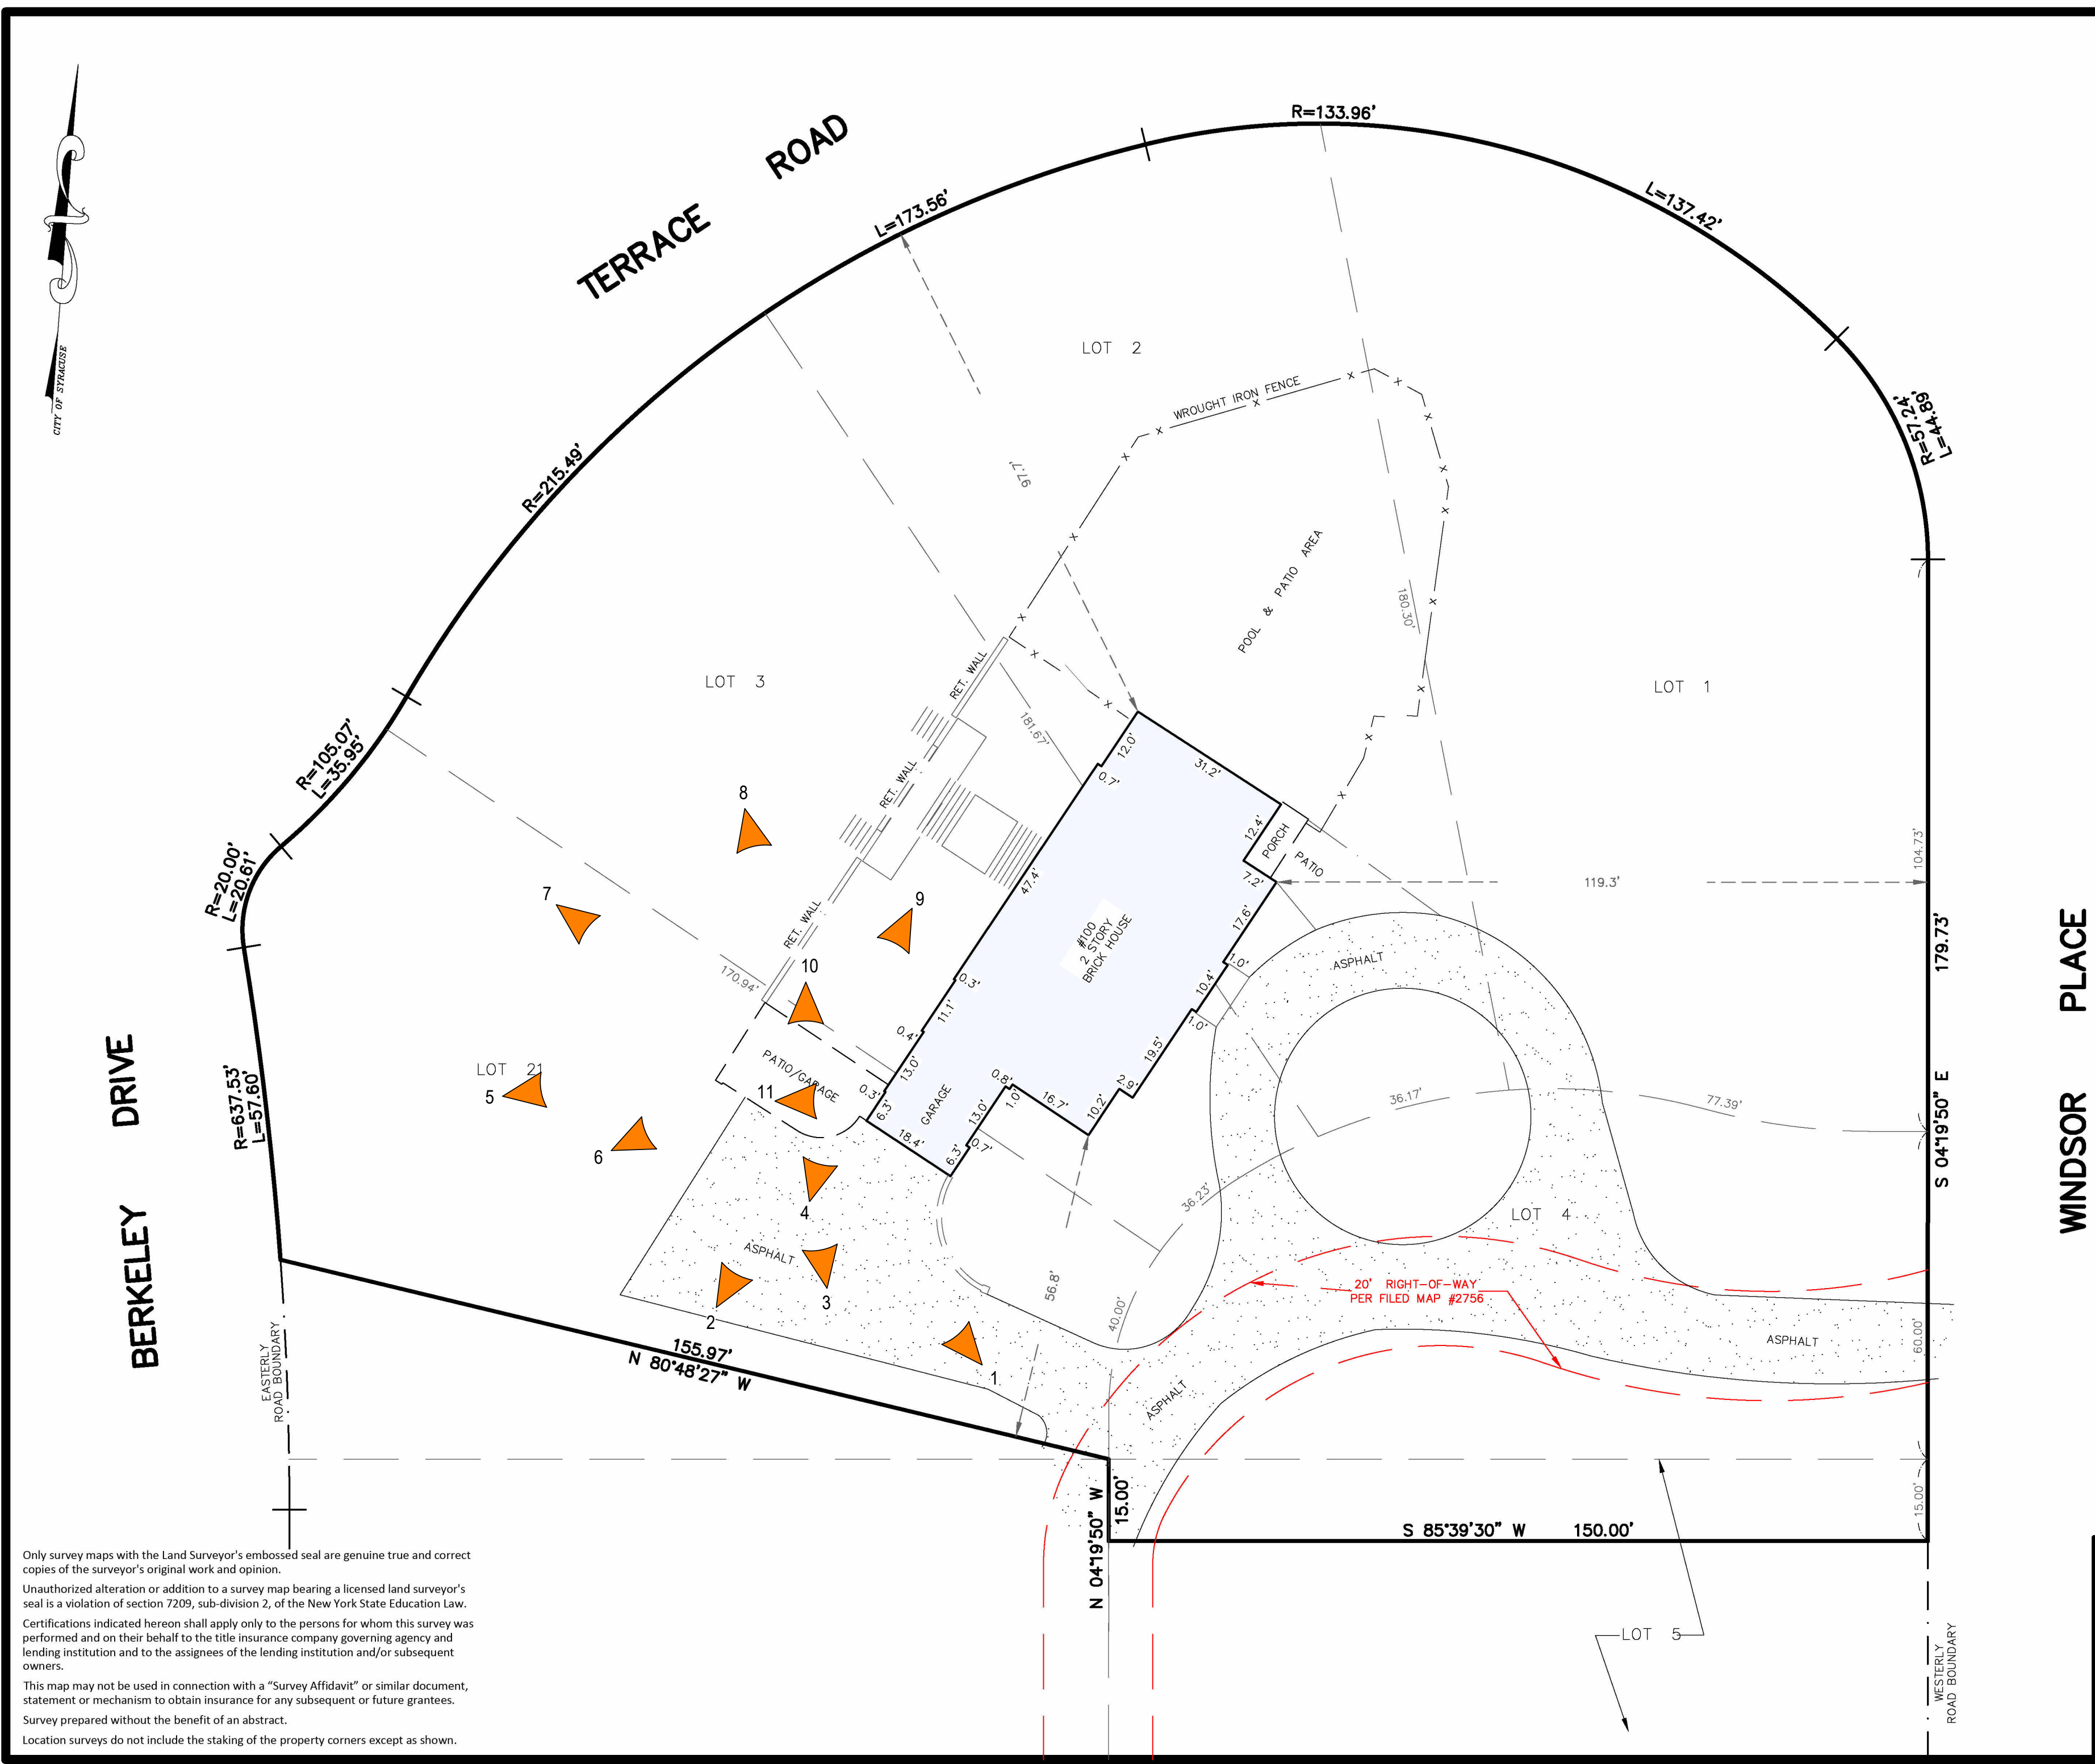 R=133.96'
TERRACE ROAD
L=173.56'
L=137.42'
CITY OF SYRACUSE
LOT 2
WROUGHT IRON FENCE
R=57.24'
L=44.89'
R=215.49'
97.7'
POOL & PATIO AREA
180.30'
LOT 3
RET. WALL
LOT 1
181.67'
12.0'
31.2'
0.7'
R=105.07'
L=35.95'
RET. WALL
8
12.4'
PORCH
PATIO
104.73'
R=20.00'
L=20.61'
47.4'
7.2'
119.3'
7
9
RET. WALL
#100
2 STORY
BRICK HOUSE
17.6'
179.73'
WINDSOR PLACE
10
170.94'
0.3'
1.0'
10.4'
ASPHALT
11.1'
0.4'
1.0'
BERKELEY DRIVE
R=637.53'
L=57.60'
LOT 21
5
PATIO/GARAGE
11
13.0'
0.3'
6.3'
GARAGE
0.8'
1.0'
16.7'
19.5'
2.9'
10.2'
36.17'
77.39'
S 04°19'50" E
6
18.4'
13.0'
0.7'
6.3'
4
36.23'
LOT 4
ASPHALT
3
2
56.8'
40.00'
20' RIGHT-OF-WAY
PER FILED MAP #2756
ASPHALT
60.00'
155.97'
N 80°48'27" W
1
EASTERLY
ROAD BOUNDARY
ASPHALT
N 04°19'50" W
15.00'
15.00'
S 85°39'30" W 150.00'
LOT 5
WESTERLY
ROAD BOUNDARY
Only survey maps with the Land Surveyor's embossed seal are genuine true and correct
copies of the surveyor's original work and opinion.
Unauthorized alteration or addition to a survey map bearing a licensed land surveyor's
seal is a violation of section 7209, sub-division 2, of the New York State Education Law.
Certifications indicated hereon shall apply only to the persons for whom this survey was
performed and on their behalf to the title insurance company governing agency and
lending institution and to the assignees of the lending institution and/or subsequent
owners.
This map may not be used in connection with a “Survey Affidavit” or similar document,
statement or mechanism to obtain insurance for any subsequent or future grantees.
Survey prepared without the benefit of an abstract.
Location surveys do not include the staking of the property corners except as shown.